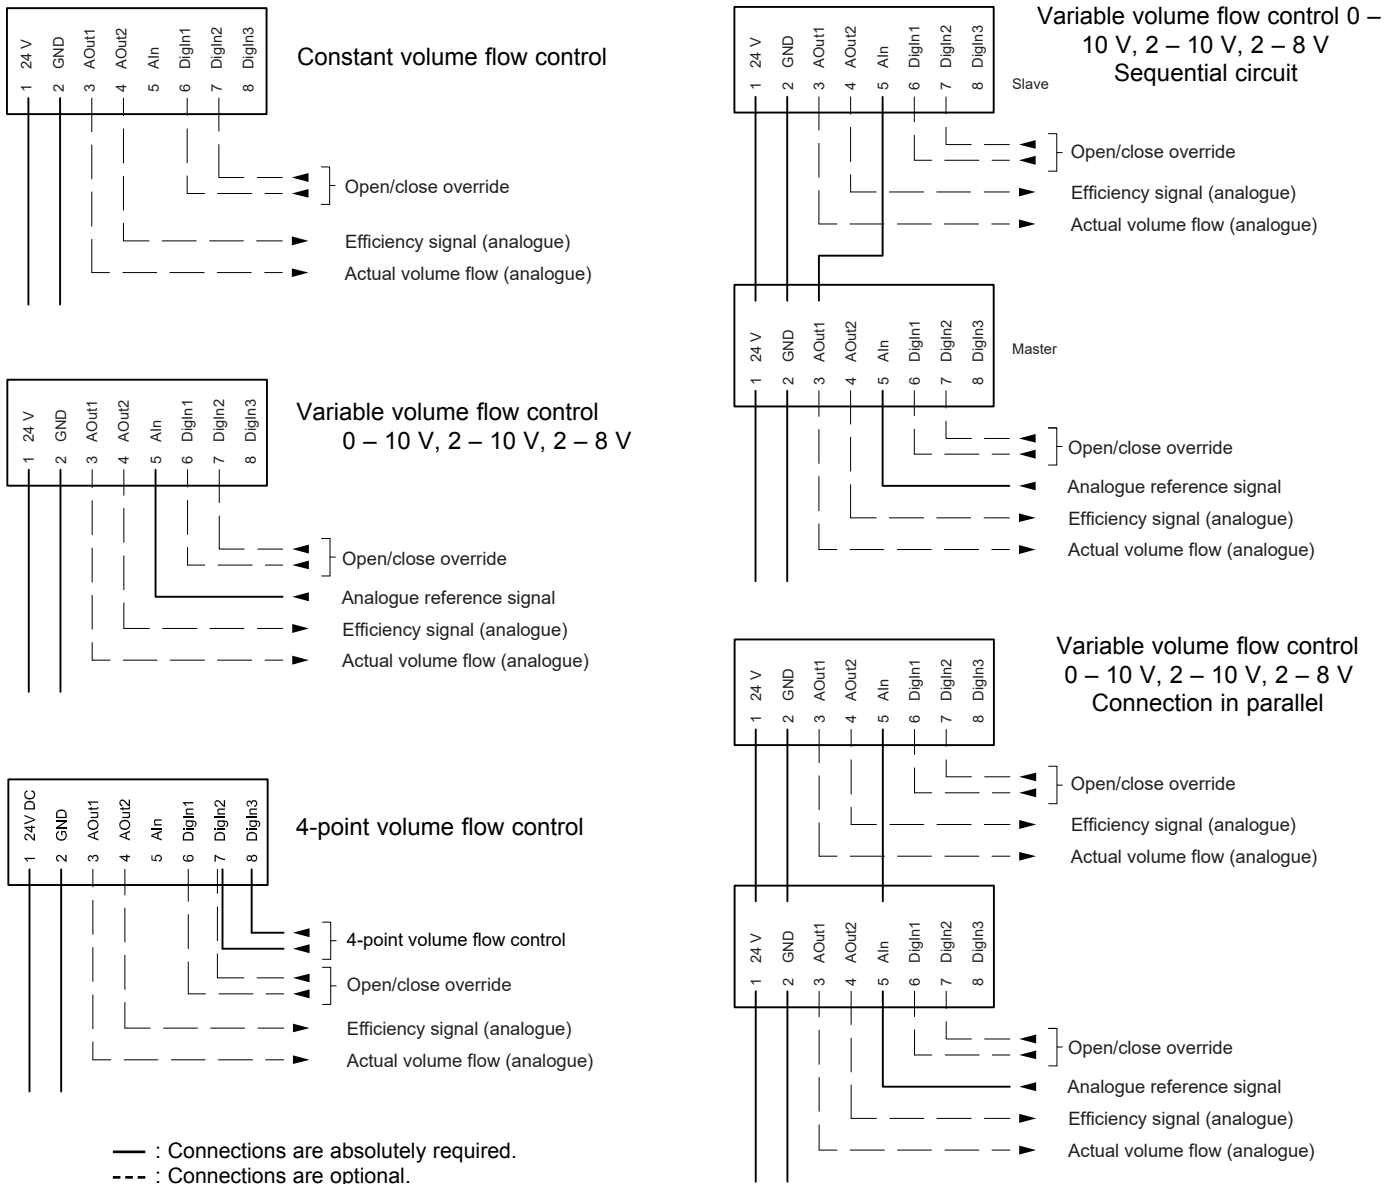 1 24 V
2 GND
3 AOut1
4 AOut2
5 AIn
6 DigIn1
7 DigIn2
8 DigIn3
Constant volume flow control
Open/close override
Efficiency signal (analogue)
Actual volume flow (analogue)
1 24 V
2 GND
3 AOut1
4 AOut2
5 AIn
6 DigIn1
7 DigIn2
8 DigIn3
Variable volume flow control
0 – 10 V, 2 – 10 V, 2 – 8 V
Open/close override
Analogue reference signal
Efficiency signal (analogue)
Actual volume flow (analogue)
1 24V DC
2 GND
3 AOut1
4 AOut2
5 AIn
6 DigIn1
7 DigIn2
8 DigIn3
4-point volume flow control
4-point volume flow control
Open/close override
Efficiency signal (analogue)
Actual volume flow (analogue)
: Connections are absolutely required.
: Connections are optional.
Variable volume flow control 0 –
10 V, 2 – 10 V, 2 – 8 V
Sequential circuit
1 24 V
2 GND
3 AOut1
4 AOut2
5 AIn
6 DigIn1
7 DigIn2
8 DigIn3
Slave
Open/close override
Efficiency signal (analogue)
Actual volume flow (analogue)
1 24 V
2 GND
3 AOut1
4 AOut2
5 AIn
6 DigIn1
7 DigIn2
8 DigIn3
Master
Open/close override
Analogue reference signal
Efficiency signal (analogue)
Actual volume flow (analogue)
Variable volume flow control
0 – 10 V, 2 – 10 V, 2 – 8 V
Connection in parallel
1 24 V
2 GND
3 AOut1
4 AOut2
5 AIn
6 DigIn1
7 DigIn2
8 DigIn3
Open/close override
Efficiency signal (analogue)
Actual volume flow (analogue)
1 24 V
2 GND
3 AOut1
4 AOut2
5 AIn
6 DigIn1
7 DigIn2
8 DigIn3
Open/close override
Analogue reference signal
Efficiency signal (analogue)
Actual volume flow (analogue)